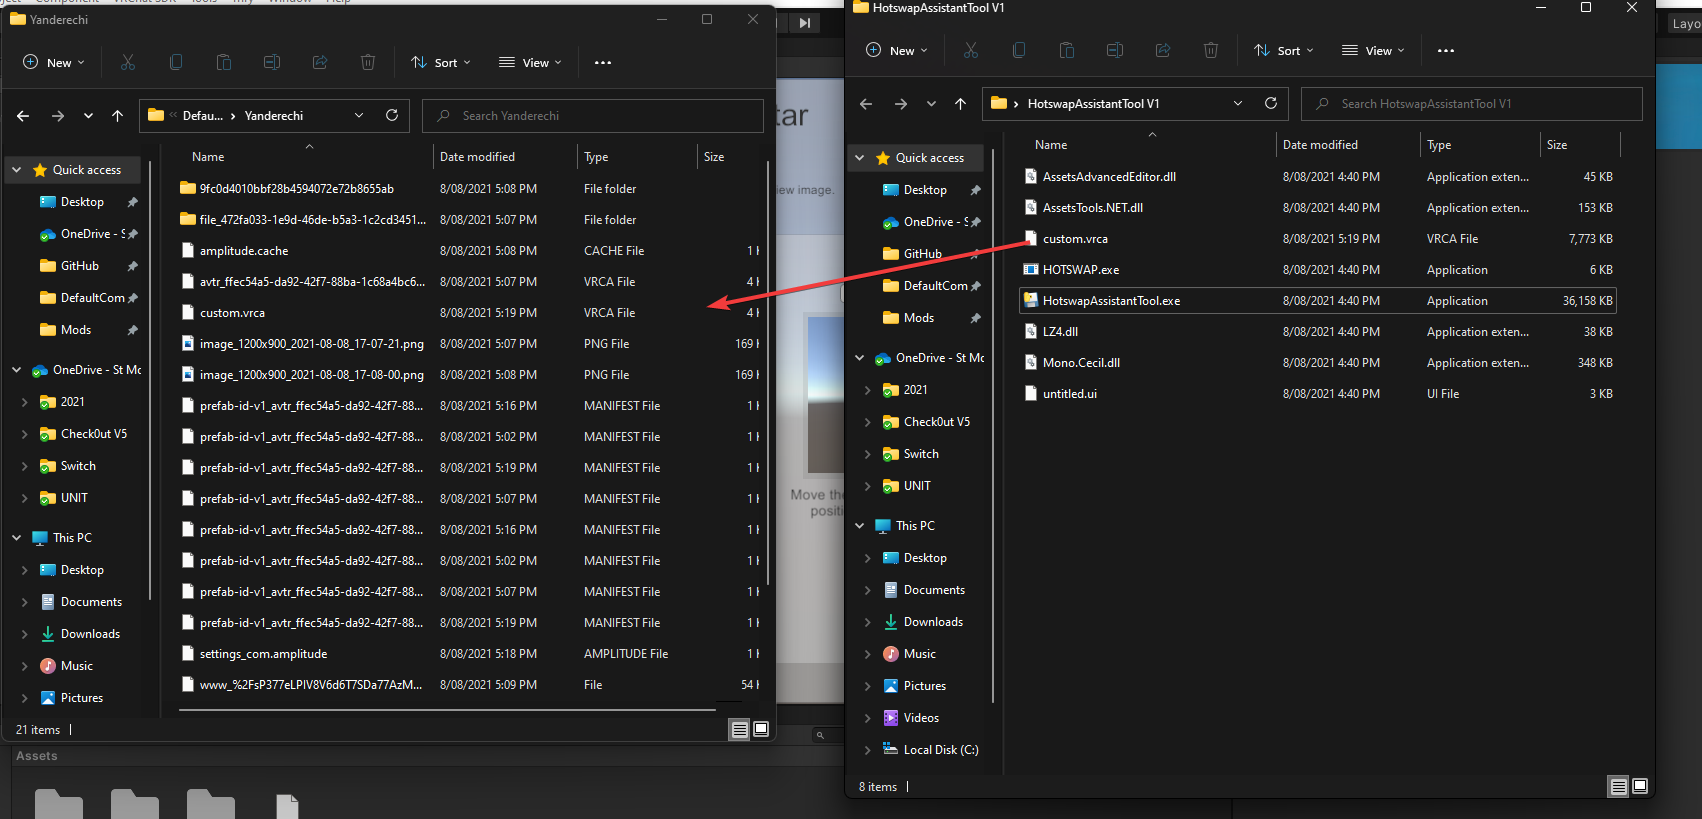 Component VRChat SDK Tools Window Help
Yanderechi
New
Sort
View
Defau... > Yanderechi
Search Yanderechi
Name Date modified Type Size
Quick access
Desktop
OneDrive - S
GitHub
DefaultCom
Mods
OneDrive - St Mc
2021
Check0ut V5
Switch
UNIT
This PC
Desktop
Documents
Downloads
Music
Pictures
9fc0d4010bbf28b4594072e72b8655ab 8/08/2021 5:08 PM File folder
file_472fa033-1e9d-46de-b5a3-1c2cd3451... 8/08/2021 5:07 PM File folder
amplitude.cache 8/08/2021 5:08 PM CACHE File 1
avtr_ffec54a5-da92-42f7-88ba-1c68a4bc6... 8/08/2021 5:07 PM VRCA File 4
custom.vrca 8/08/2021 5:19 PM VRCA File 4
image_1200x900_2021-08-08_17-07-21.png 8/08/2021 5:07 PM PNG File 169
image_1200x900_2021-08-08_17-08-00.png 8/08/2021 5:08 PM PNG File 169
prefab-id-v1_avtr_ffec54a5-da92-42f7-88... 8/08/2021 5:16 PM MANIFEST File 1
prefab-id-v1_avtr_ffec54a5-da92-42f7-88... 8/08/2021 5:02 PM MANIFEST File 1
prefab-id-v1_avtr_ffec54a5-da92-42f7-88... 8/08/2021 5:19 PM MANIFEST File 1
prefab-id-v1_avtr_ffec54a5-da92-42f7-88... 8/08/2021 5:07 PM MANIFEST File 1
prefab-id-v1_avtr_ffec54a5-da92-42f7-88... 8/08/2021 5:16 PM MANIFEST File 1
prefab-id-v1_avtr_ffec54a5-da92-42f7-88... 8/08/2021 5:02 PM MANIFEST File 1
prefab-id-v1_avtr_ffec54a5-da92-42f7-88... 8/08/2021 5:07 PM MANIFEST File 1
prefab-id-v1_avtr_ffec54a5-da92-42f7-88... 8/08/2021 5:19 PM MANIFEST File 1
settings_com.amplitude 8/08/2021 5:18 PM AMPLITUDE File
www_%2FsP377eLPIV8V6d6T7SDa77AzM... 8/08/2021 5:09 PM File 54
21 items
Assets
tar
iew image.
Move the
positi
HotswapAssistantTool V1
New
Sort
View
HotswapAssistantTool V1
Search HotswapAssistantTool V1
Name Date modified Type Size
Quick access
Desktop
OneDrive - S
GitHub
DefaultCom
Mods
OneDrive - St Mc
2021
Check0ut V5
Switch
UNIT
This PC
Desktop
Documents
Downloads
Music
Pictures
Videos
Local Disk (C:)
AssetsAdvancedEditor.dll 8/08/2021 4:40 PM Application exten... 45 KB
AssetsTools.NET.dll 8/08/2021 4:40 PM Application exten... 153 KB
custom.vrca 8/08/2021 5:19 PM VRCA File 7,773 KB
HOTSWAP.exe 8/08/2021 4:40 PM Application 6 KB
HotswapAssistantTool.exe 8/08/2021 4:40 PM Application 36,158 KB
LZ4.dll 8/08/2021 4:40 PM Application exten... 38 KB
Mono.Cecil.dll 8/08/2021 4:40 PM Application exten... 348 KB
untitled.ui 8/08/2021 4:40 PM UI File 3 KB
8 items
Layo